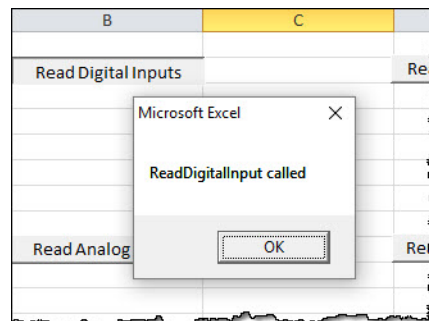 B C
Read Digital Inputs
Microsoft Excel
ReadDigitalInput called
Read Analog
OK